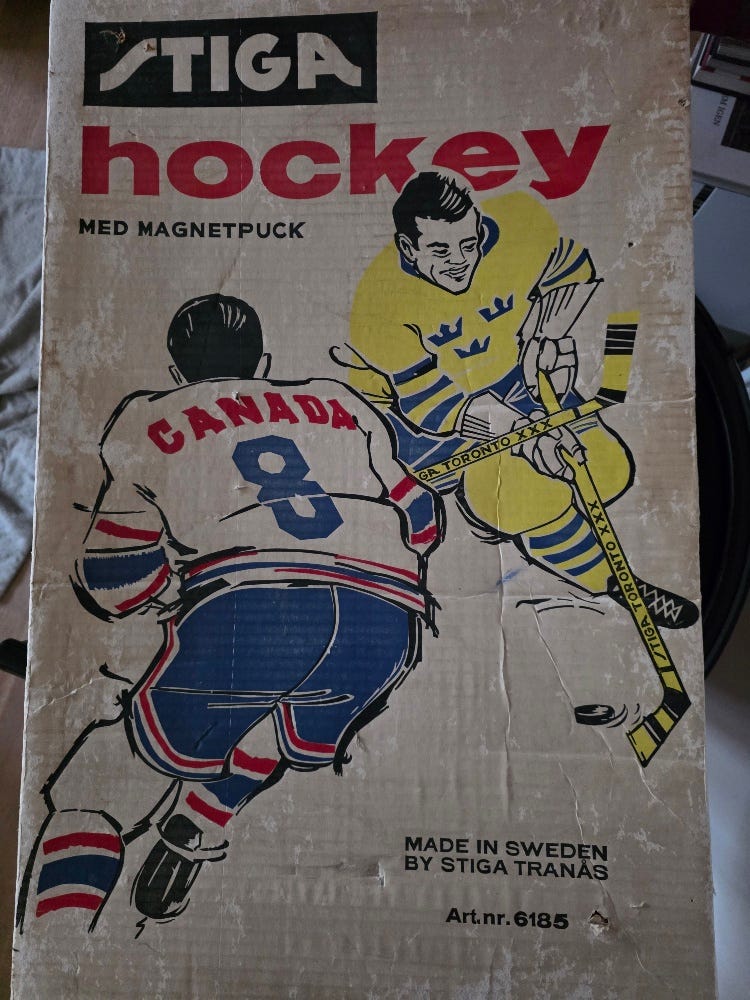 STIGA
hockey
MED MAGNETPUCK
CANADA
8
GA TORONTO XXX
STIGA TORONTO XXX
MADE IN SWEDEN
BY STIGA TRANÅS
Art.nr. 6185